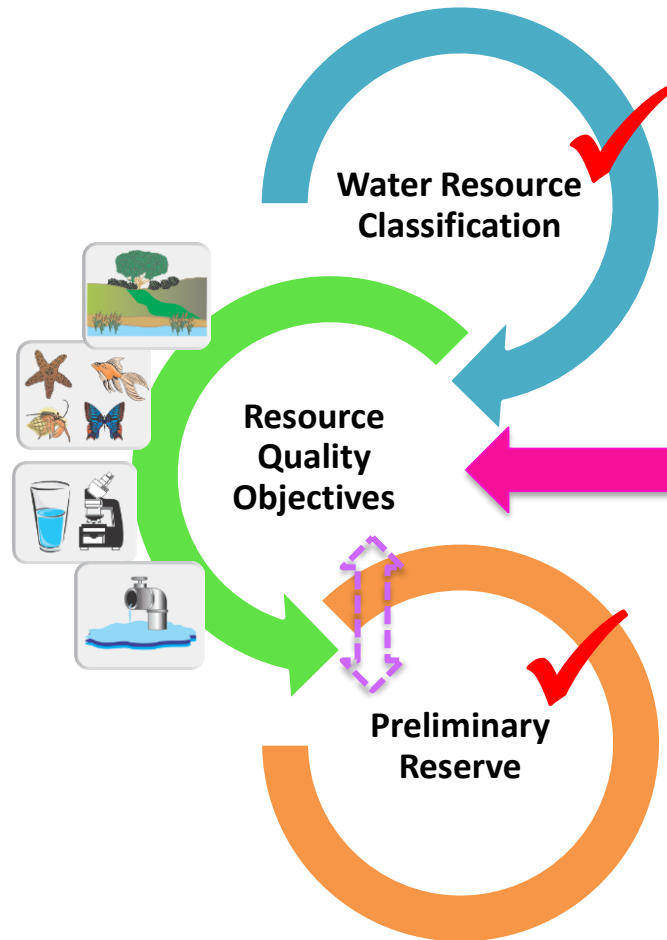 Water Resource
Classification
Resource
Quality
Objectives
Preliminary
Reserve